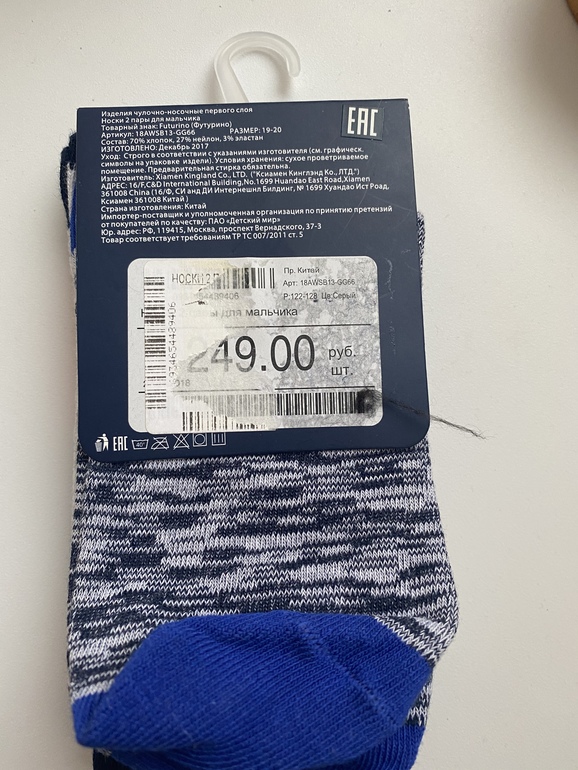 Изделия чулочно-носочные первого слоя
Носки 2 пары для мальчика
Товарный знак: Futurino (Футурино)
Артикул: 18AWSB13-GG66 РАЗМЕР: 19-20
Состав: 70% хлопок, 27% нейлон, 3% эластан
ИЗГОТОВЛЕНО: Декабрь 2017
Уход: Строго в соответствии с указаниями изготовителя (см. графическ.
символы на упаковке изделия). Условия хранения: сухое проветриваемое
помещение. Предварительная стирка обязательна.
Изготовитель: Xiamen Kingland Co., LTD. ("Ксиамен Кинглэнд Ко., ЛТД.")
АДРЕС: 16/F,C&D International Building,No.1699 Huandao East Road,Xiamen
361008 China (16/Ф, СИ анд ДИ Интернешнл Билдинг, № 1699 Хуандао Ист Роад,
Ксиамен 361008 Китай )
Страна изготовления: Китай
Импортер-поставщик и уполномоченная организация по принятию претензий
от покупателей по качеству: ПАО «Детский мир»
Юр. адрес: РФ, 119415, Москва, проспект Вернадского, 37-3
Товар соответствует требованиям ТР ТС 007/2011 ст. 5
EAC
НОСКИ 2
Пр. Китай
Арт: 18AWSB13-GG66
Р-122-128 Цв:Серый
для мальчика
249.00 руб.
шт.
EAC
40°